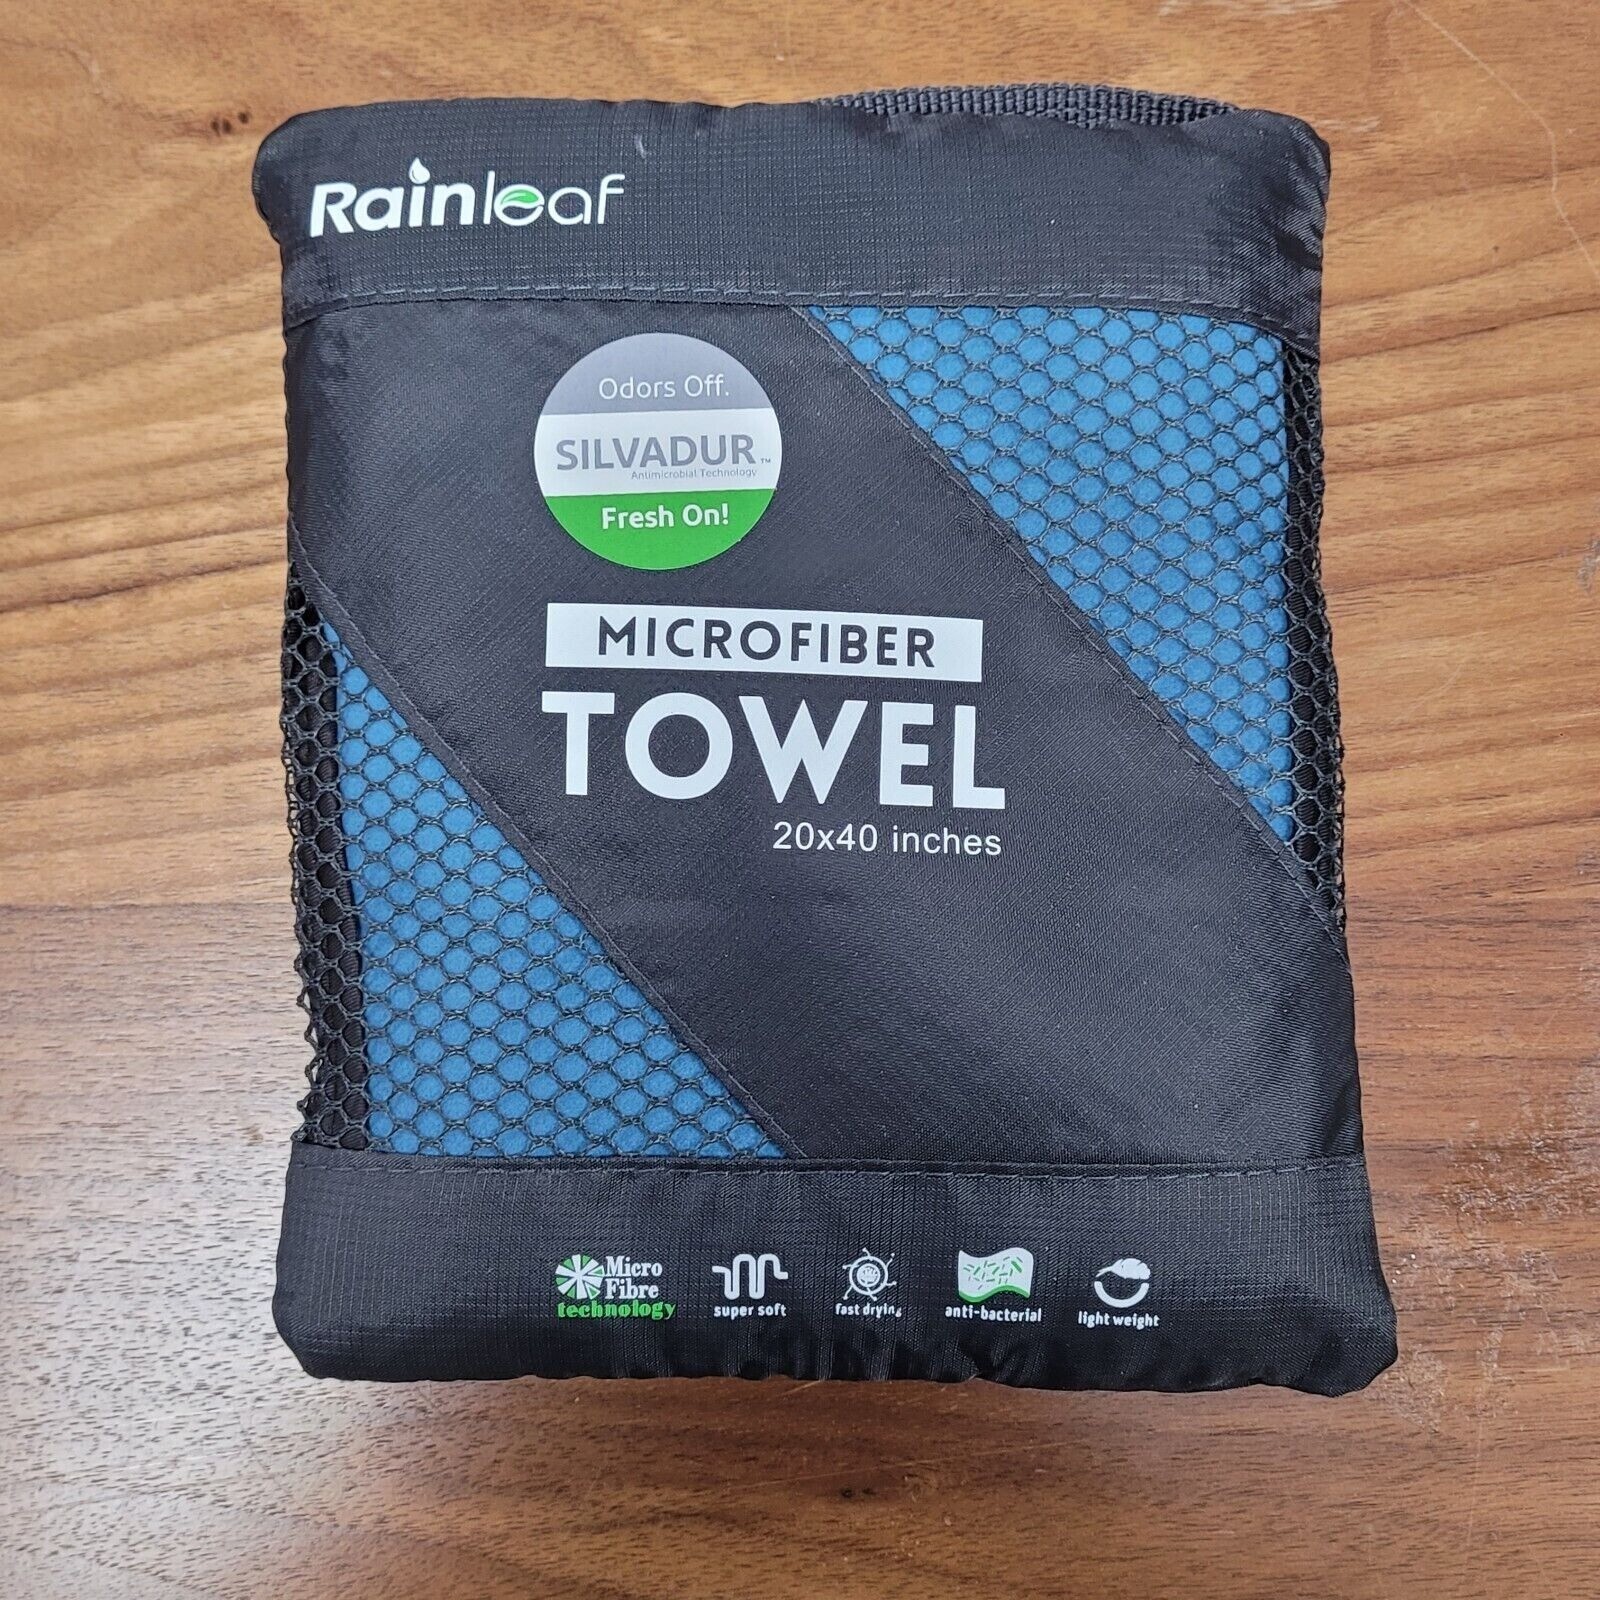 Rainleaf
Odors Off.
SILVADUR™
Antimicrobial Technology
Fresh On!
MICROFIBER
TOWEL
20x40 inches
Micro
Fibre
technology
super soft
fast drying
anti-bacterial
light weight